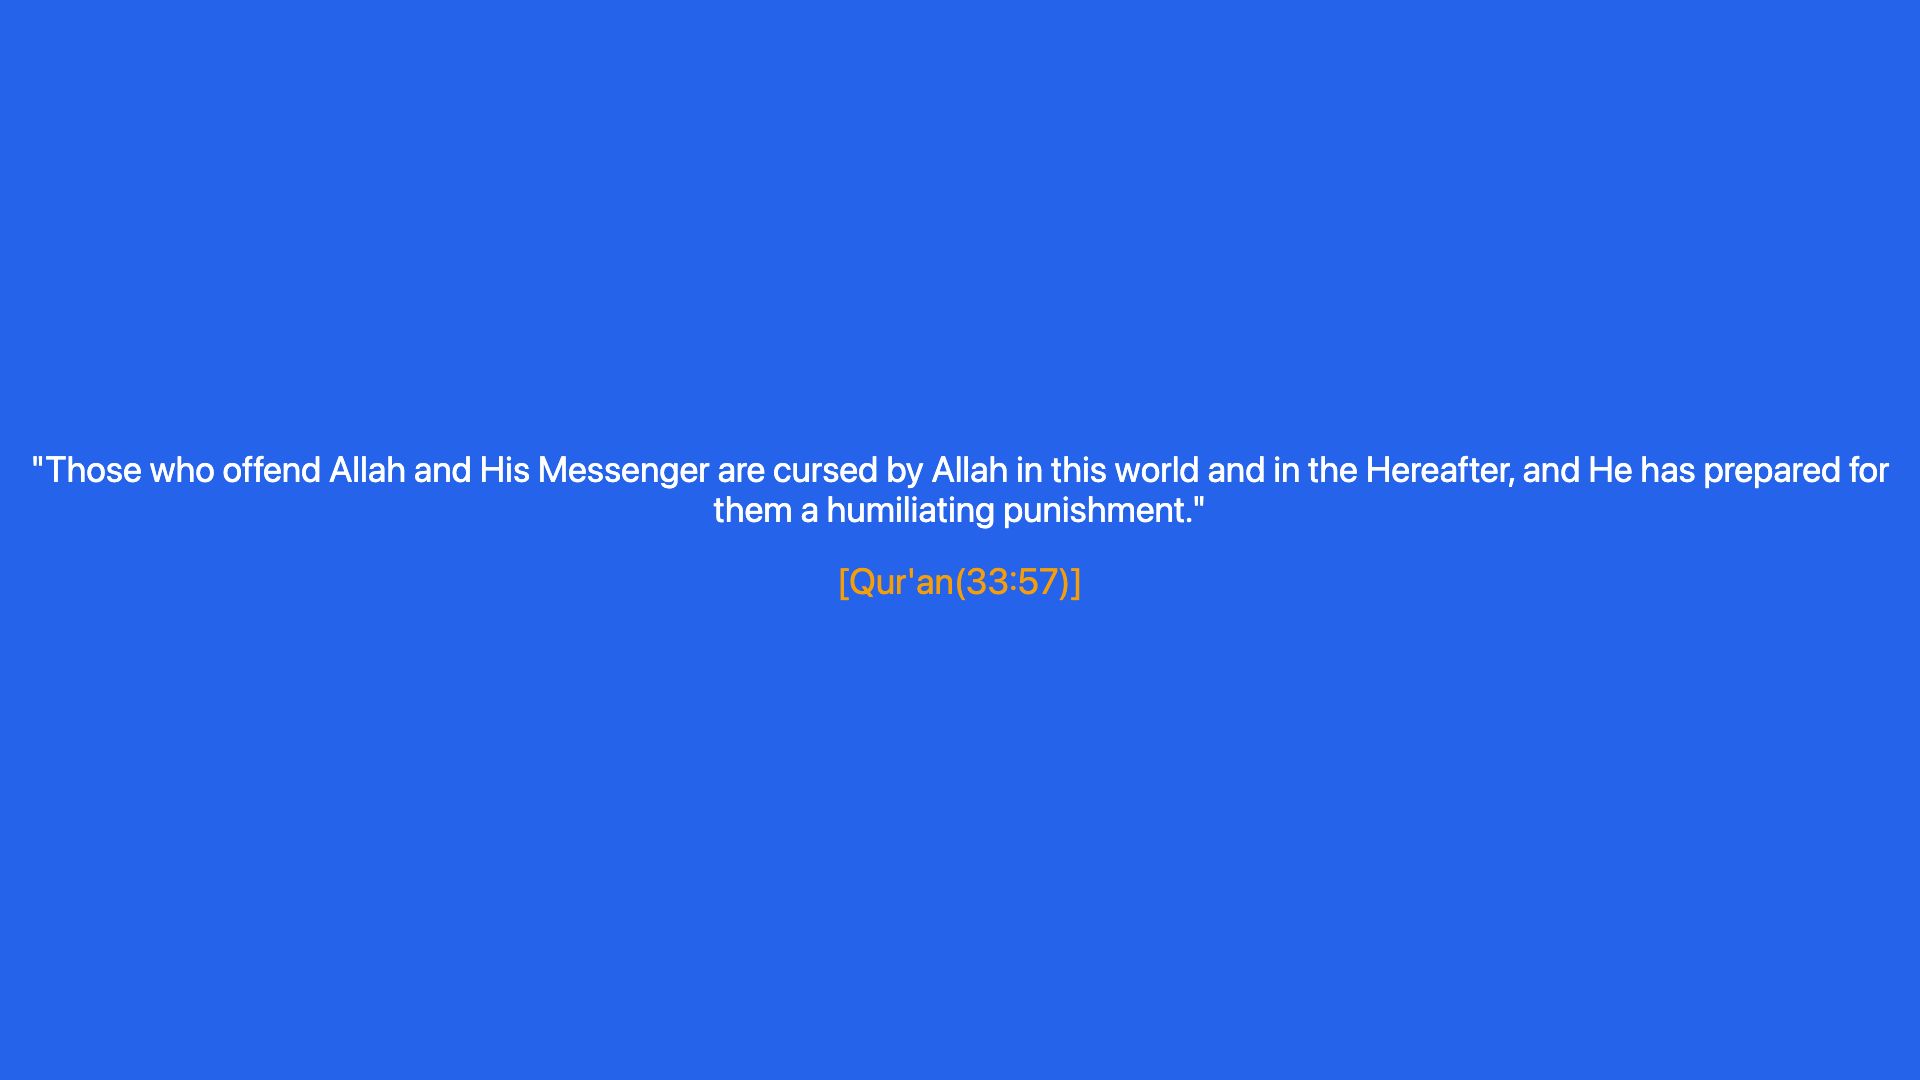 "Those who offend Allah and His Messenger are cursed by Allah in this world and in the Hereafter, and He has prepared for
them a humiliating punishment."
[Qur'an(33:57)]